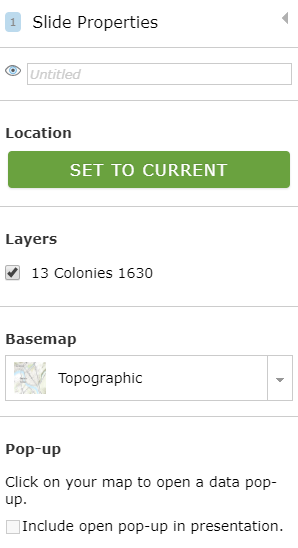 1 Slide Properties
Untitled
Location
SET TO CURRENT
Layers
13 Colonies 1630
Basemap
Topographic
Pop-up
Click on your map to open a data pop-
up.
Include open pop-up in presentation.